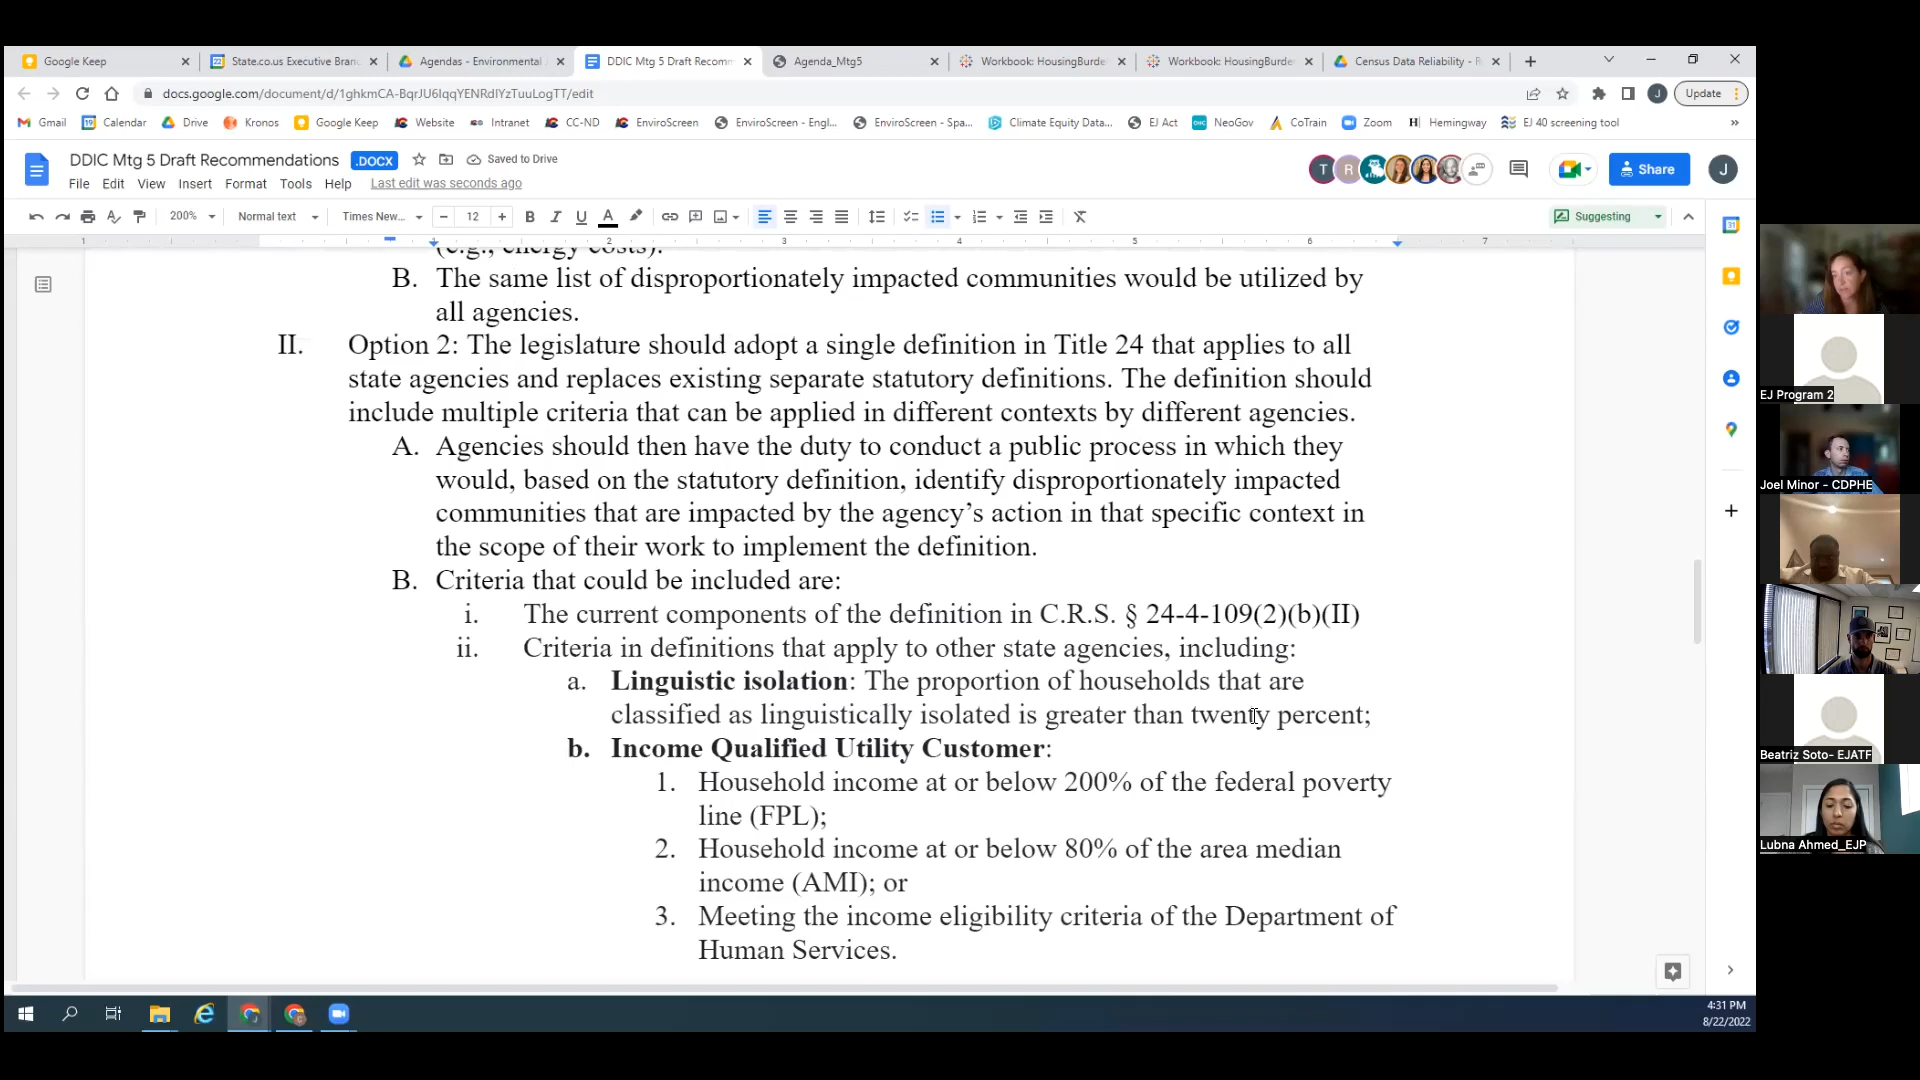 Google Keep
State.co.us Executive Bran
Agendas - Environmental
DDIC Mtg 5 Draft Recomm
Agenda_Mtg5
Workbook: HousingBurde
Workbook: HousingBurde
Census Data Reliability - R
docs.google.com/document/d/1ghkmCA-BqrJU6IqqYENRdlYzTuuLogTT/edit
J
Update
Gmail
Calendar
Drive
Kronos
Google Keep
Website
Intranet
CC-ND
EnviroScreen
EnviroScreen - Engl...
EnviroScreen - Spa...
Climate Equity Data...
EJ Act
NeoGov
CoTrain
Zoom
Hemingway
EJ 40 screening tool
DDIC Mtg 5 Draft Recommendations
.DOCX
Saved to Drive
T
R
Share
J
File Edit View Insert Format Tools Help Last edit was seconds ago
200% Normal text Times New... 12 B I U A
Suggesting
1 1 2 3 4 5 6 7
(e.g., energy costs).
B. The same list of disproportionately impacted communities would be utilized by
all agencies.
II. Option 2: The legislature should adopt a single definition in Title 24 that applies to all
state agencies and replaces existing separate statutory definitions. The definition should
include multiple criteria that can be applied in different contexts by different agencies.
A. Agencies should then have the duty to conduct a public process in which they
would, based on the statutory definition, identify disproportionately impacted
communities that are impacted by the agency's action in that specific context in
the scope of their work to implement the definition.
B. Criteria that could be included are:
i. The current components of the definition in C.R.S. § 24-4-109(2)(b)(II)
ii. Criteria in definitions that apply to other state agencies, including:
a. Linguistic isolation: The proportion of households that are
classified as linguistically isolated is greater than twenty percent;
b. Income Qualified Utility Customer:
1. Household income at or below 200% of the federal poverty
line (FPL);
2. Household income at or below 80% of the area median
income (AMI); or
3. Meeting the income eligibility criteria of the Department of
Human Services.
EJ Program 2
Joel Minor - CDPHE
Beatriz Soto- EJATF
Lubna Ahmed_EJP
4:31 PM
8/22/2022